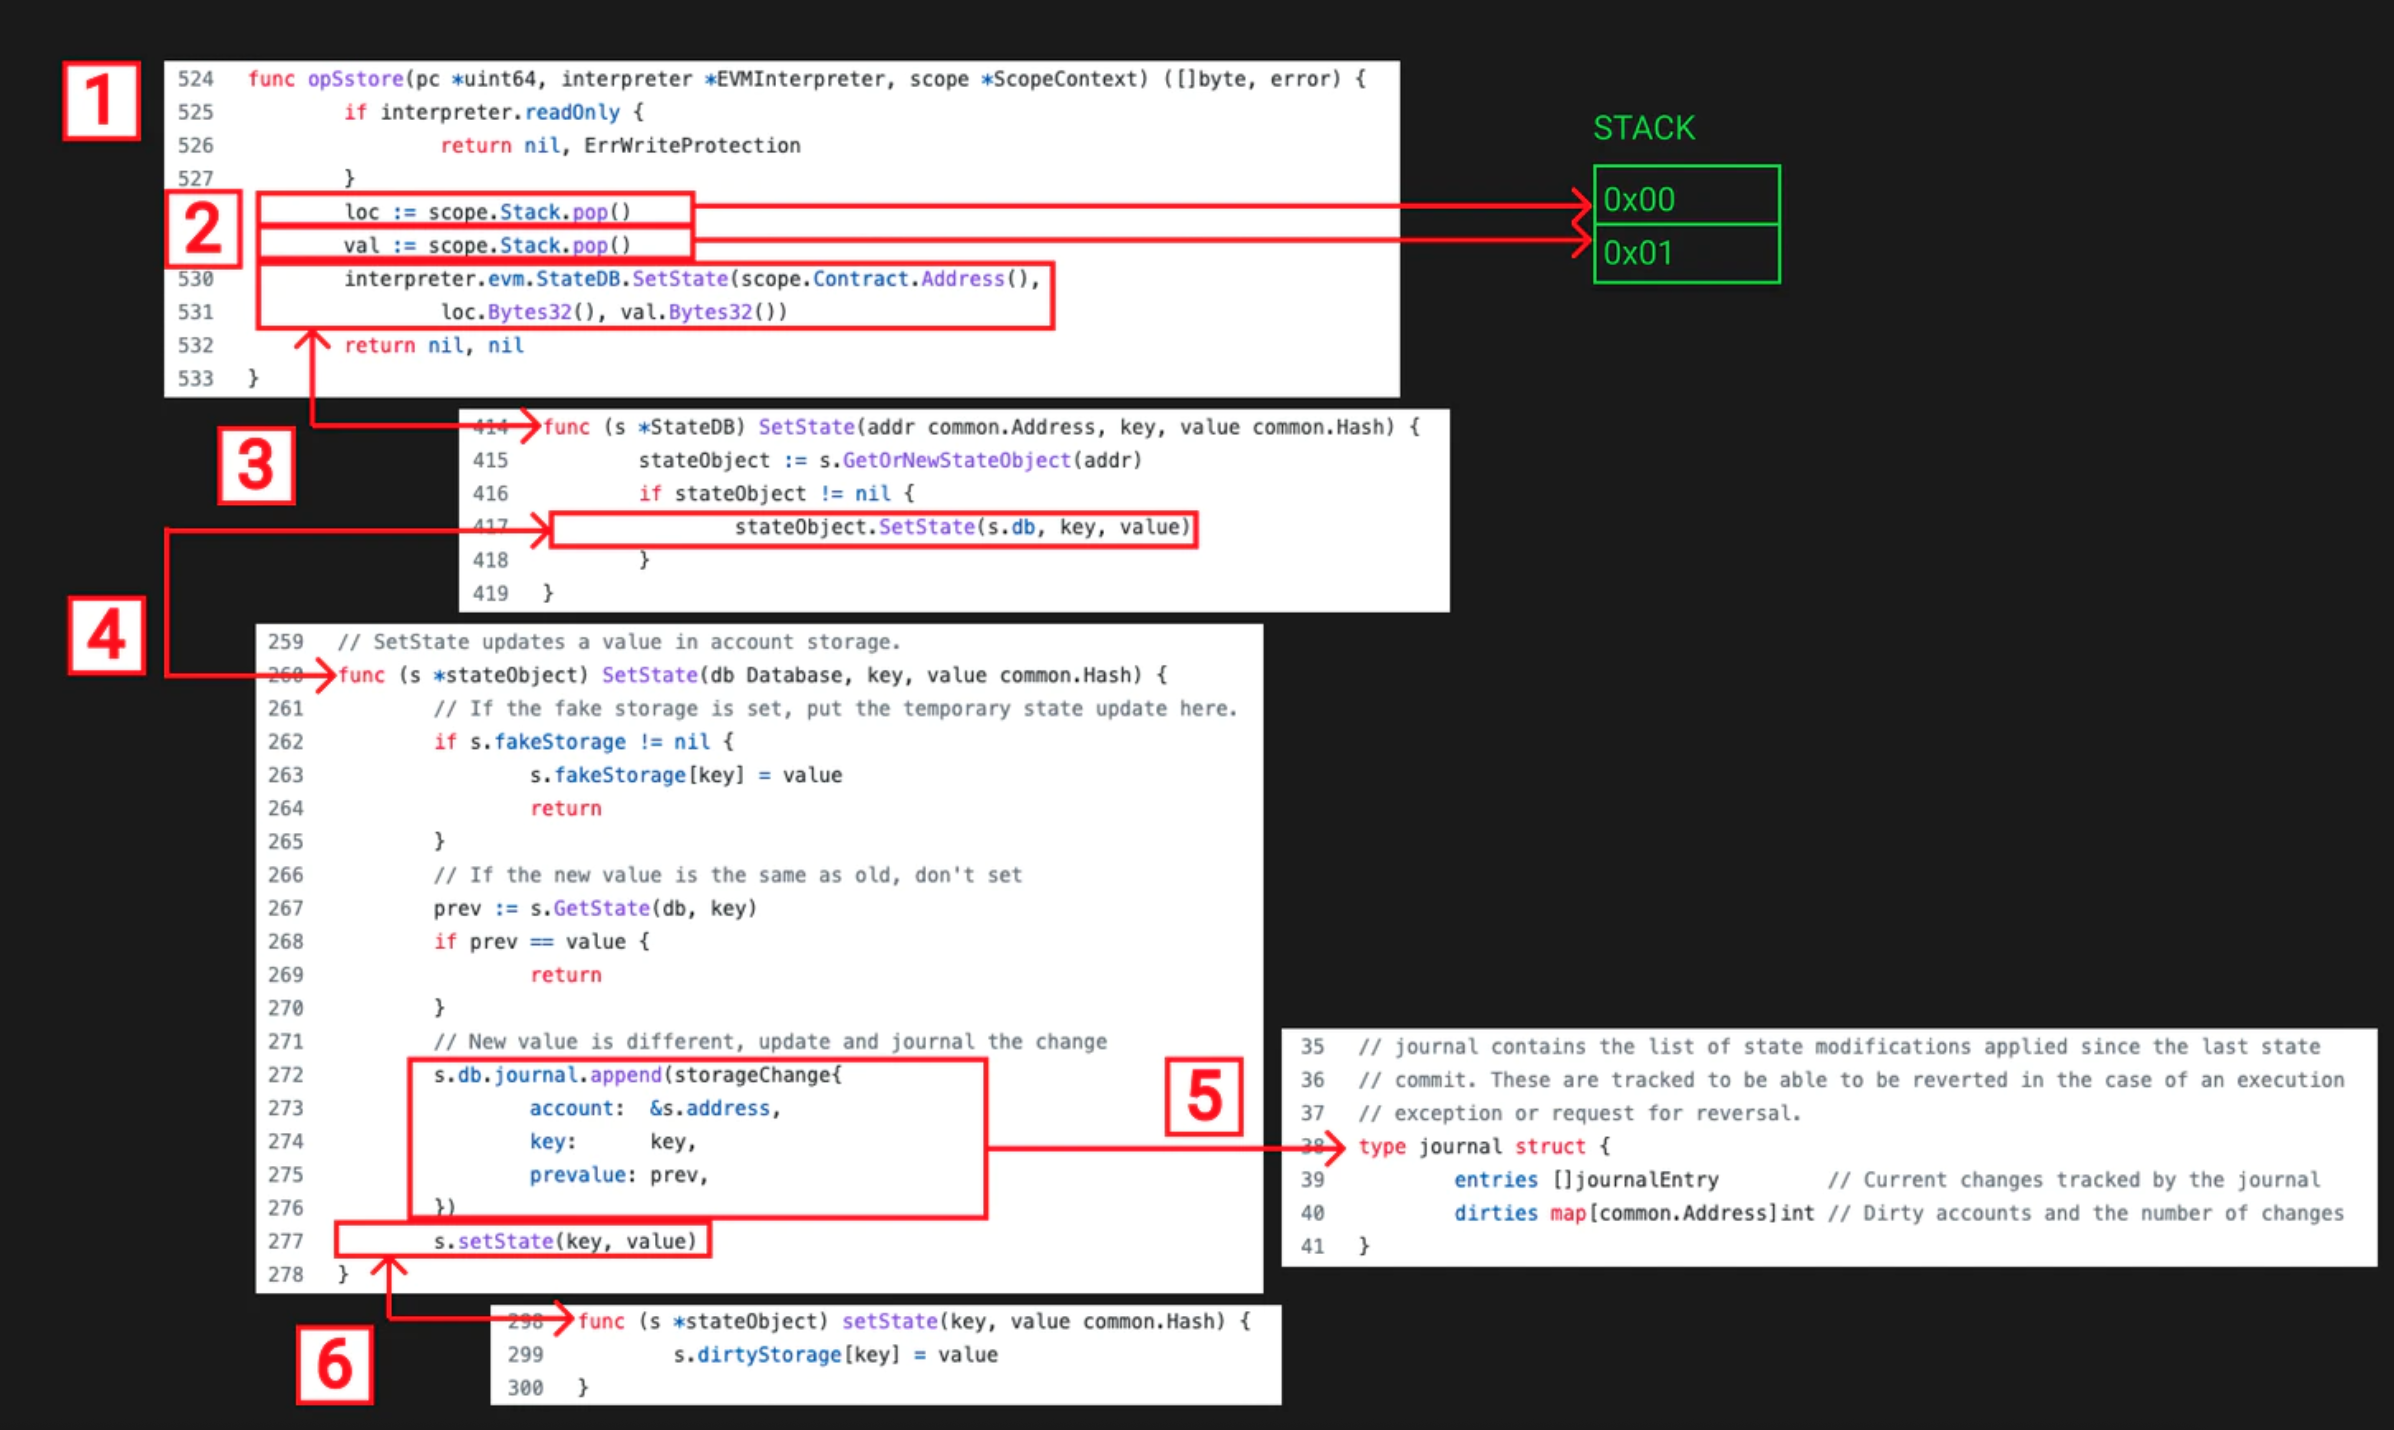 1
524 func opSstore(pc *uint64, interpreter *EVMInterpreter, scope *ScopeContext) ([]byte, error) {
525 if interpreter.readOnly {
526 return nil, ErrWriteProtection
527 }
2
loc := scope.Stack.pop()
val := scope.Stack.pop()
530 interpreter.evm.StateDB.SetState(scope.Contract.Address(),
531 loc.Bytes32(), val.Bytes32())
532 return nil, nil
533 }
STACK
0x00
0x01
3
414 func (s *StateDB) SetState(addr common.Address, key, value common.Hash) {
415 stateObject := s.GetOrNewStateObject(addr)
416 if stateObject != nil {
417 stateObject.SetState(s.db, key, value)
418 }
419 }
4
259 // SetState updates a value in account storage.
260 func (s *stateObject) SetState(db Database, key, value common.Hash) {
261 // If the fake storage is set, put the temporary state update here.
262 if s.fakeStorage != nil {
263 s.fakeStorage[key] = value
264 return
265 }
266 // If the new value is the same as old, don't set
267 prev := s.GetState(db, key)
268 if prev == value {
269 return
270 }
271 // New value is different, update and journal the change
272 s.db.journal.append(storageChange{
273 account: &s.address,
274 key: key,
275 prevalue: prev,
276 })
277 s.setState(key, value)
278 }
5
35 // journal contains the list of state modifications applied since the last state
36 // commit. These are tracked to be able to be reverted in the case of an execution
37 // exception or request for reversal.
38 type journal struct {
39 entries []journalEntry // Current changes tracked by the journal
40 dirties map[common.Address]int // Dirty accounts and the number of changes
41 }
6
298 func (s *stateObject) setState(key, value common.Hash) {
299 s.dirtyStorage[key] = value
300 }